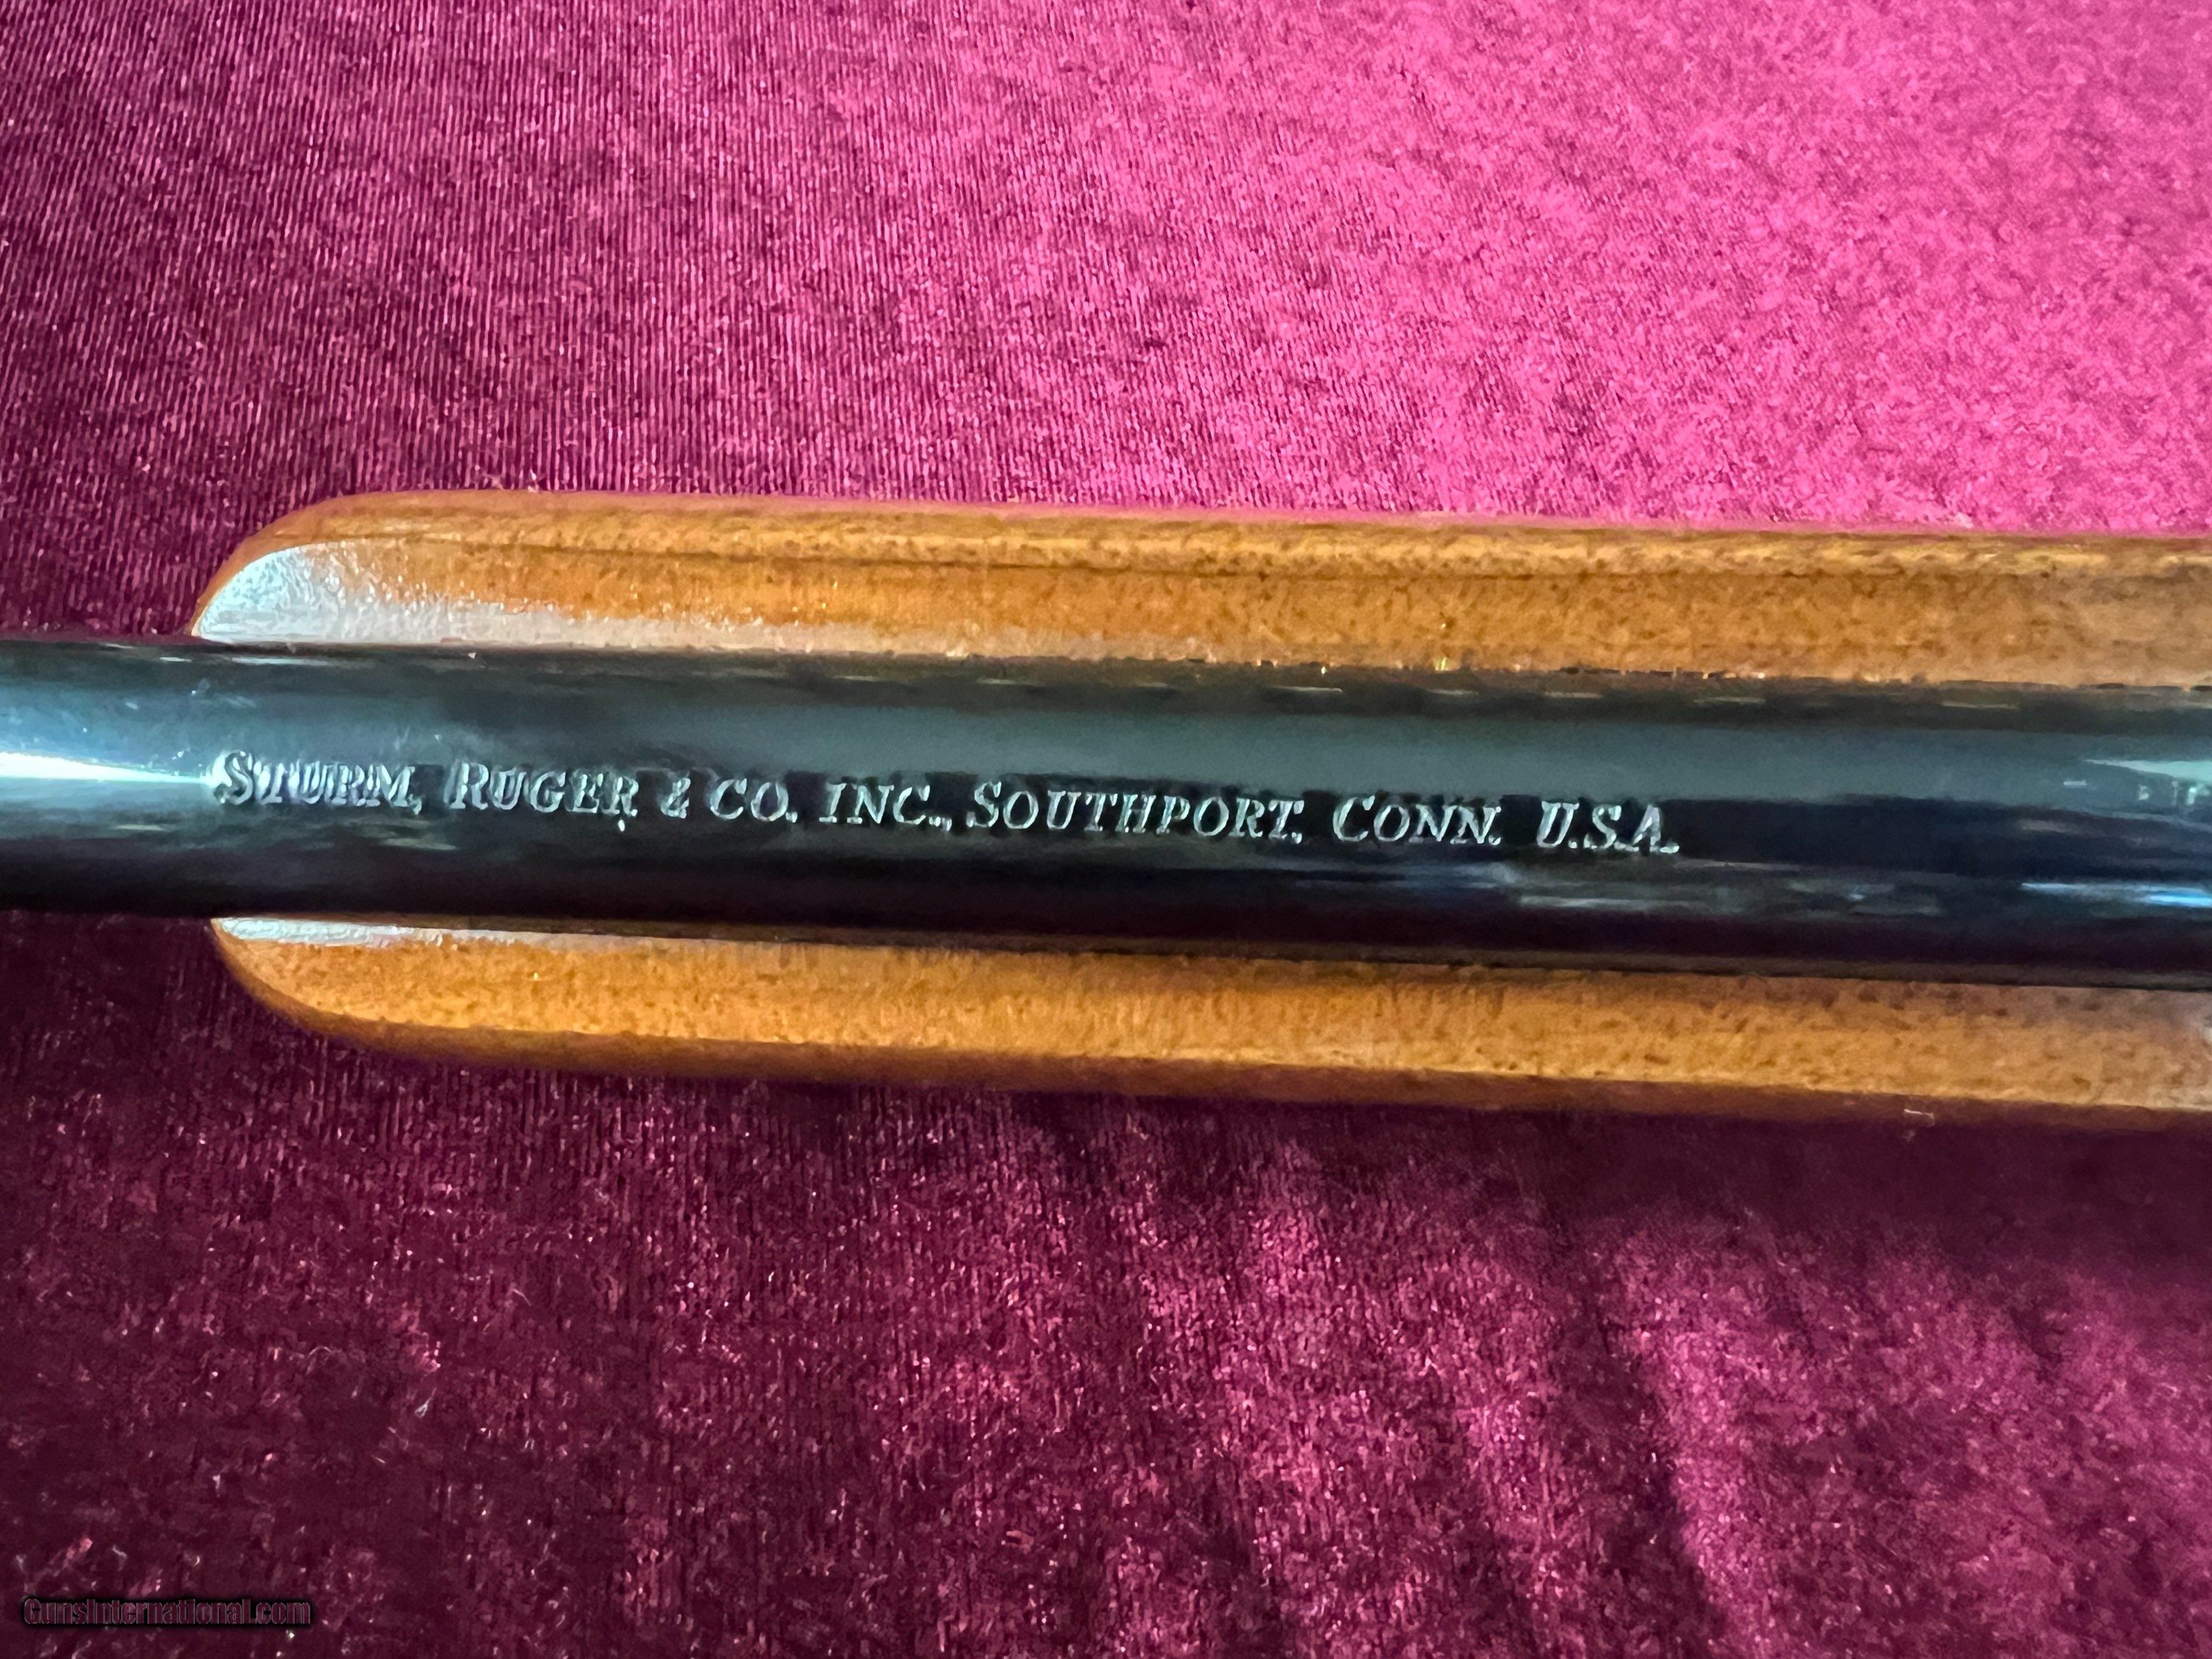 STURM, RUGER & CO. INC., SOUTHPORT, CONN. U.S.A.
GunsInternational.com